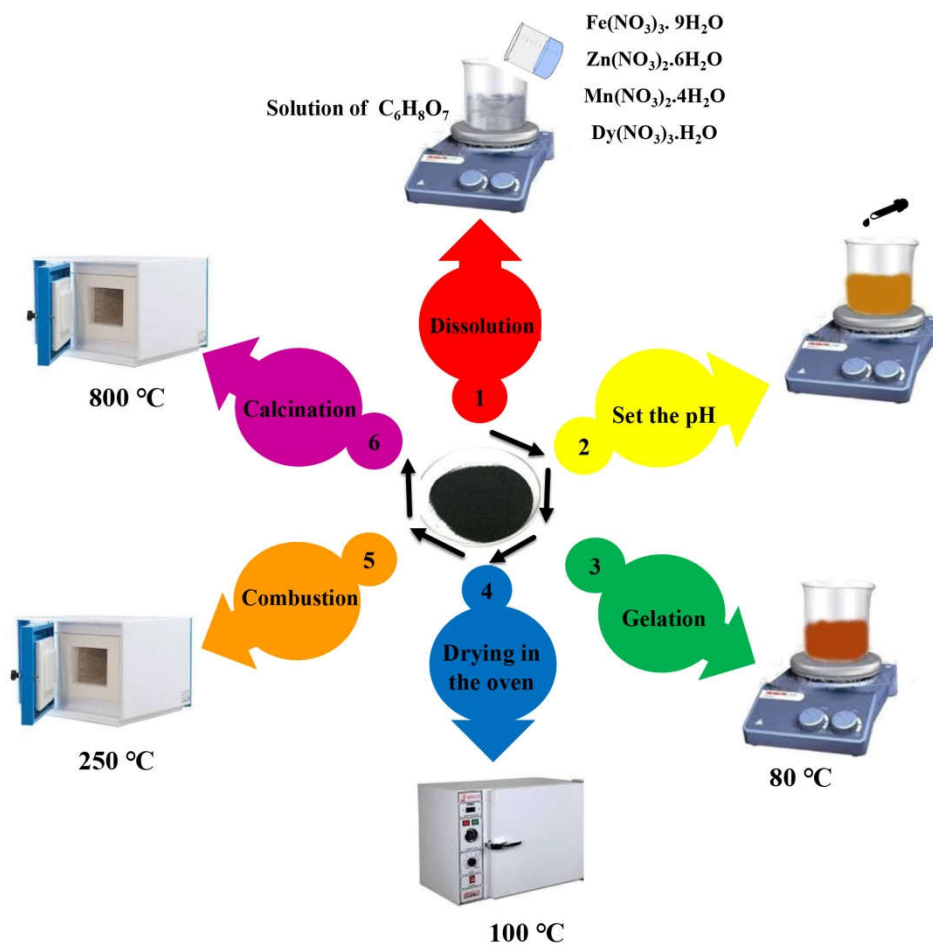 Fe(NO₃)₃. 9H₂O
Zn(NO₃)₂.6H₂O
Mn(NO₃)₂.4H₂O
Dy(NO₃)₃.H₂O
Solution of C₆H₈O₇
Dissolution
1
2
Set the pH
3
Gelation
80 °C
4
Drying in
the oven
100 °C
5
Combustion
250 °C
6
Calcination
800 °C